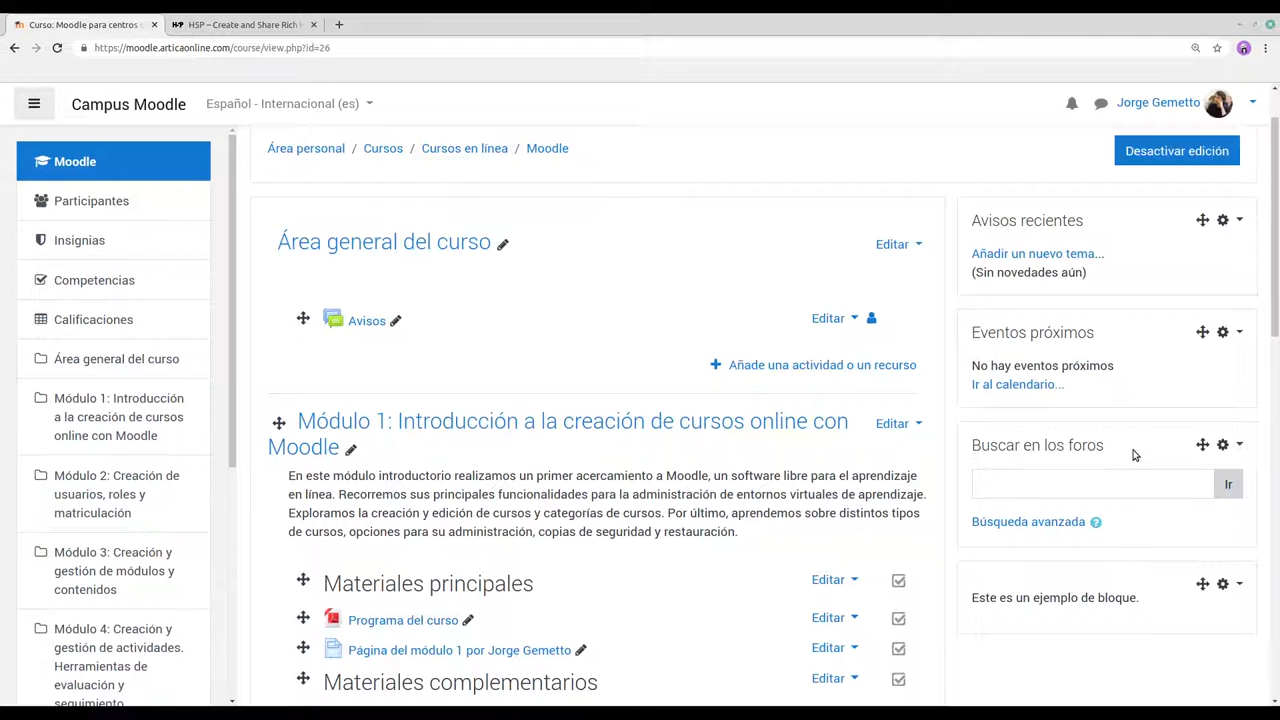 Curso: Moodle para centros
H5P – Create and Share Rich
https://moodle.articaonline.com/course/view.php?id=26
Campus Moodle
Español - Internacional (es)
Jorge Gemetto
Moodle
Participantes
Insignias
Competencias
Calificaciones
Área general del curso
Módulo 1: Introducción
a la creación de cursos
online con Moodle
Módulo 2: Creación de
usuarios, roles y
matriculación
Módulo 3: Creación y
gestión de módulos y
contenidos
Módulo 4: Creación y
gestión de actividades.
Herramientas de
evaluación y
seguimiento
Área personal / Cursos / Cursos en línea / Moodle
Desactivar edición
Área general del curso
Editar
Avisos
Editar
Añade una actividad o un recurso
Módulo 1: Introducción a la creación de cursos online con
Moodle
Editar
En este módulo introductorio realizamos un primer acercamiento a Moodle, un software libre para el aprendizaje
en línea. Recorremos sus principales funcionalidades para la administración de entornos virtuales de aprendizaje.
Exploramos la creación y edición de cursos y categorías de cursos. Por último, aprendemos sobre distintos tipos
de cursos, opciones para su administración, copias de seguridad y restauración.
Materiales principales
Editar
Programa del curso
Editar
Página del módulo 1 por Jorge Gemetto
Editar
Materiales complementarios
Editar
Avisos recientes
Añadir un nuevo tema...
(Sin novedades aún)
Eventos próximos
No hay eventos próximos
Ir al calendario...
Buscar en los foros
Ir
Búsqueda avanzada
Este es un ejemplo de bloque.